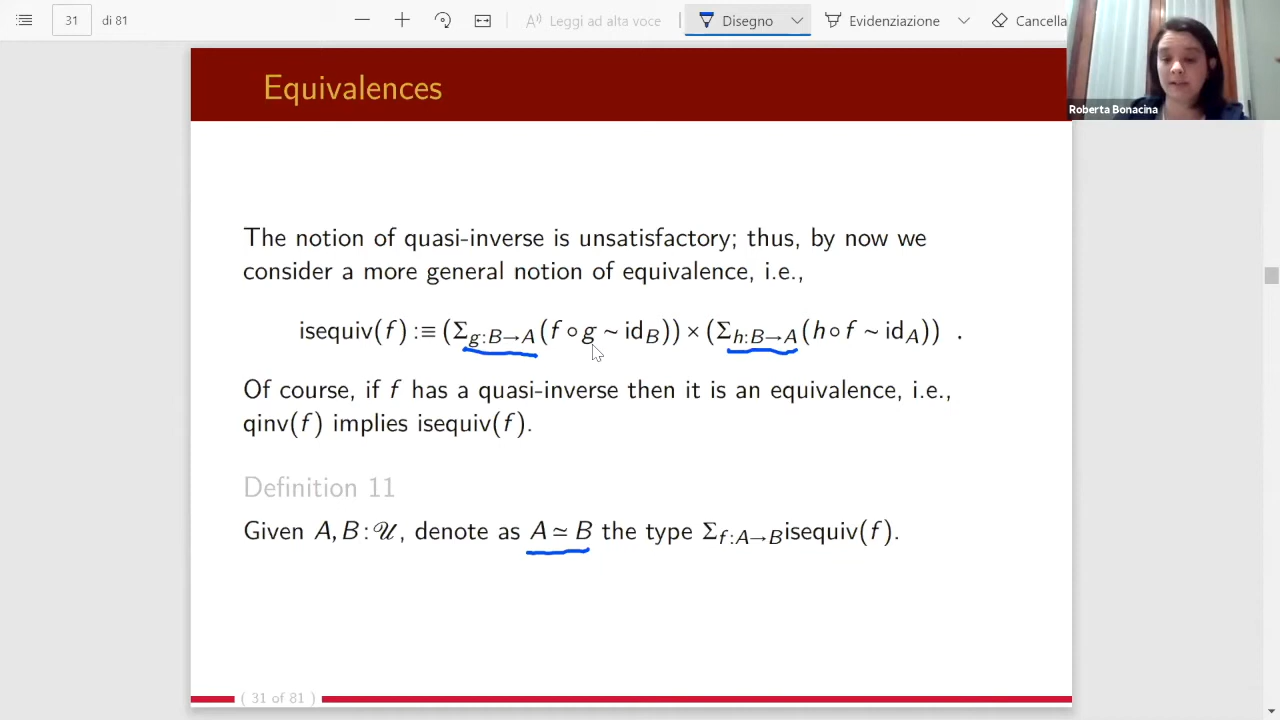 31 di 81 Leggi ad alta voce Disegno Evidenziazione Cancella
Roberta Bonacina
Equivalences
The notion of quasi-inverse is unsatisfactory; thus, by now we
consider a more general notion of equivalence, i.e.,
isequiv(f) :≡ (Σ_{g:B→A}(f ∘ g ~ id_B)) × (Σ_{h:B→A}(h ∘ f ~ id_A)) .
Of course, if f has a quasi-inverse then it is an equivalence, i.e.,
qinv(f) implies isequiv(f).
Definition 11
Given A, B : 𝒰, denote as A ≃ B the type Σ_{f:A→B}isequiv(f).
( 31 of 81 )